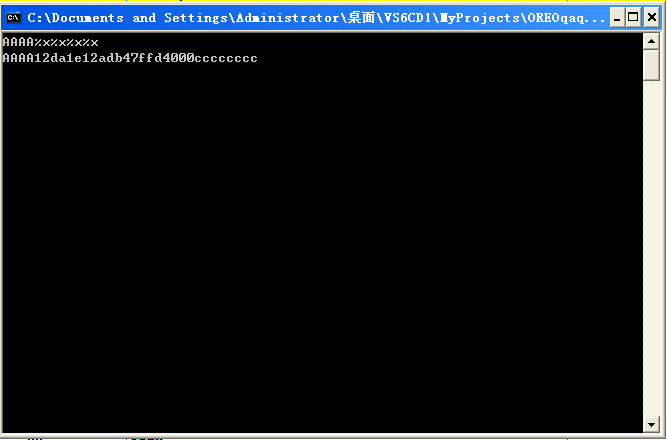 C:\Documents and Settings\Administrator\桌面\VS6CD1\MyProjects\OREOqaq...
AAAA%x%x%x%x
AAAA12da1e12adb47ffd4000cccccccc